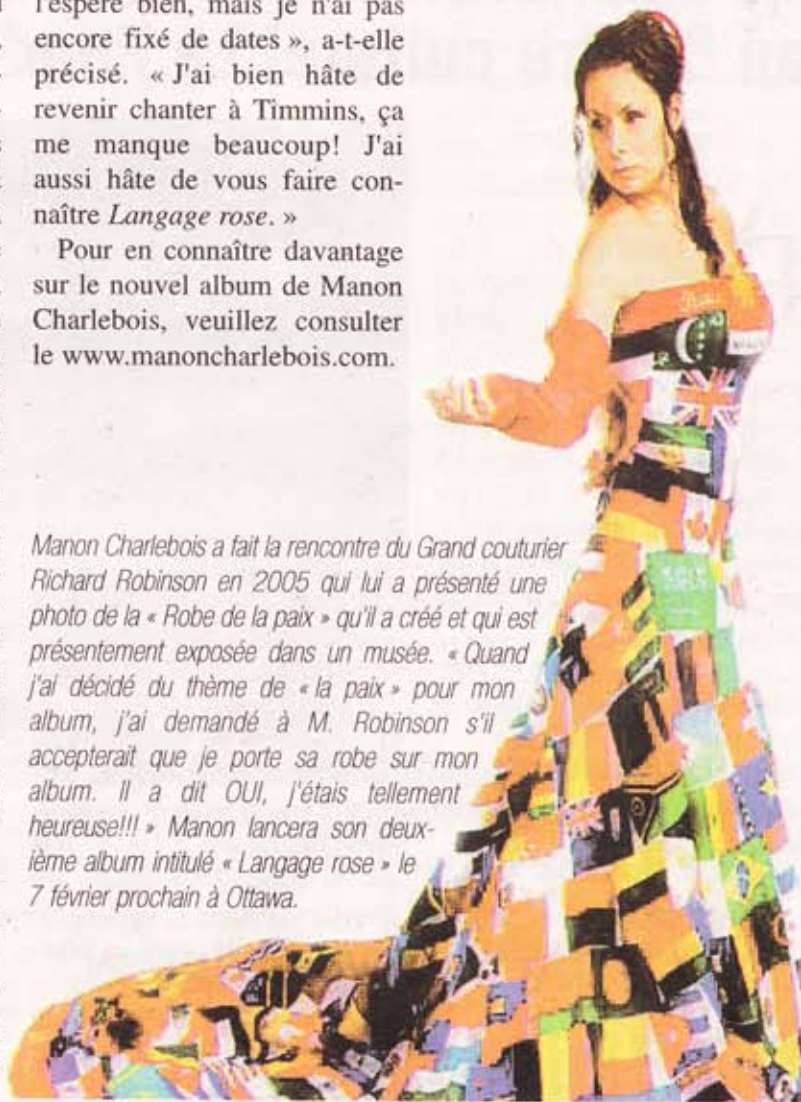 l'espère bien, mais je n'ai pas
encore fixé de dates », a-t-elle
précisé. « J'ai bien hâte de
revenir chanter à Timmins, ça
me manque beaucoup! J'ai
aussi hâte de vous faire con-
naître Langage rose. »
Pour en connaître davantage
sur le nouvel album de Manon
Charlebois, veuillez consulter
le www.manoncharlebois.com.
Manon Charlebois a fait la rencontre du Grand couturier
Richard Robinson en 2005 qui lui a présenté une
photo de la « Robe de la paix » qu'il a créé et qui est
présentement exposée dans un musée. « Quand
j'ai décidé du thème de « la paix » pour mon
album, j'ai demandé à M. Robinson s'il
accepterait que je porte sa robe sur mon
album. Il a dit OUI, j'étais tellement
heureuse!!! » Manon lancera son deux-
ième album intitulé « Langage rose » le
7 février prochain à Ottawa.